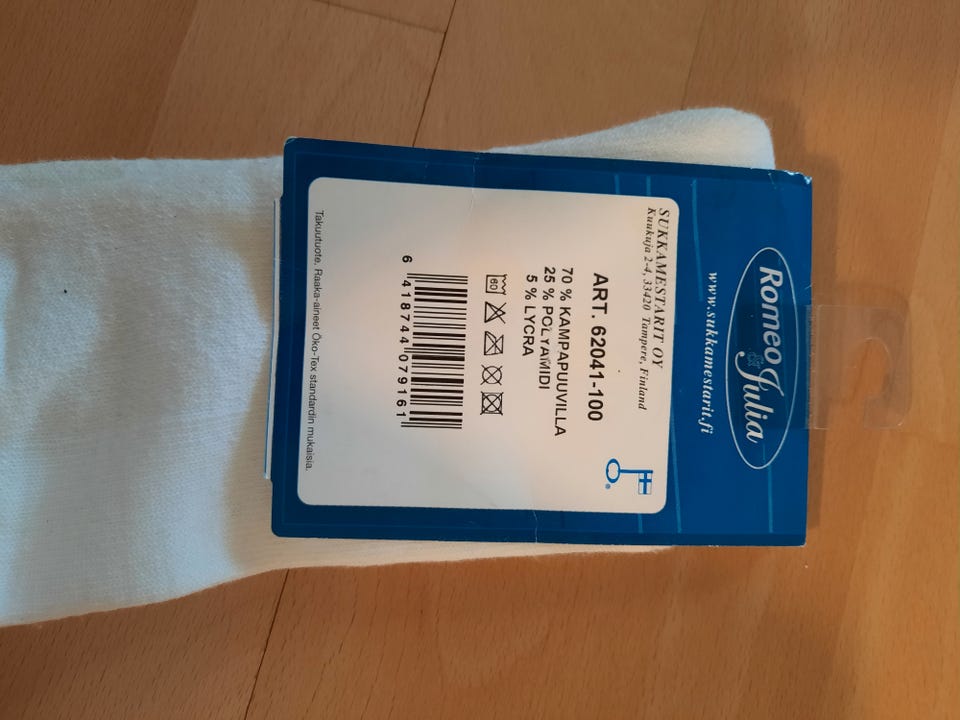 Romeo & Julia
www.sukkamestarit.fi
SUKKAMESTARIT OY
Kuukuja 2-4, 33420 Tampere, Finland
ART. 62041-100
70 % KAMPAPUUVILLA
25 % POLYAMIDI
5 % LYCRA
60
6 418744 079161
Takuutuote. Raaka-aineet Öko-Tex standardin mukaisia.